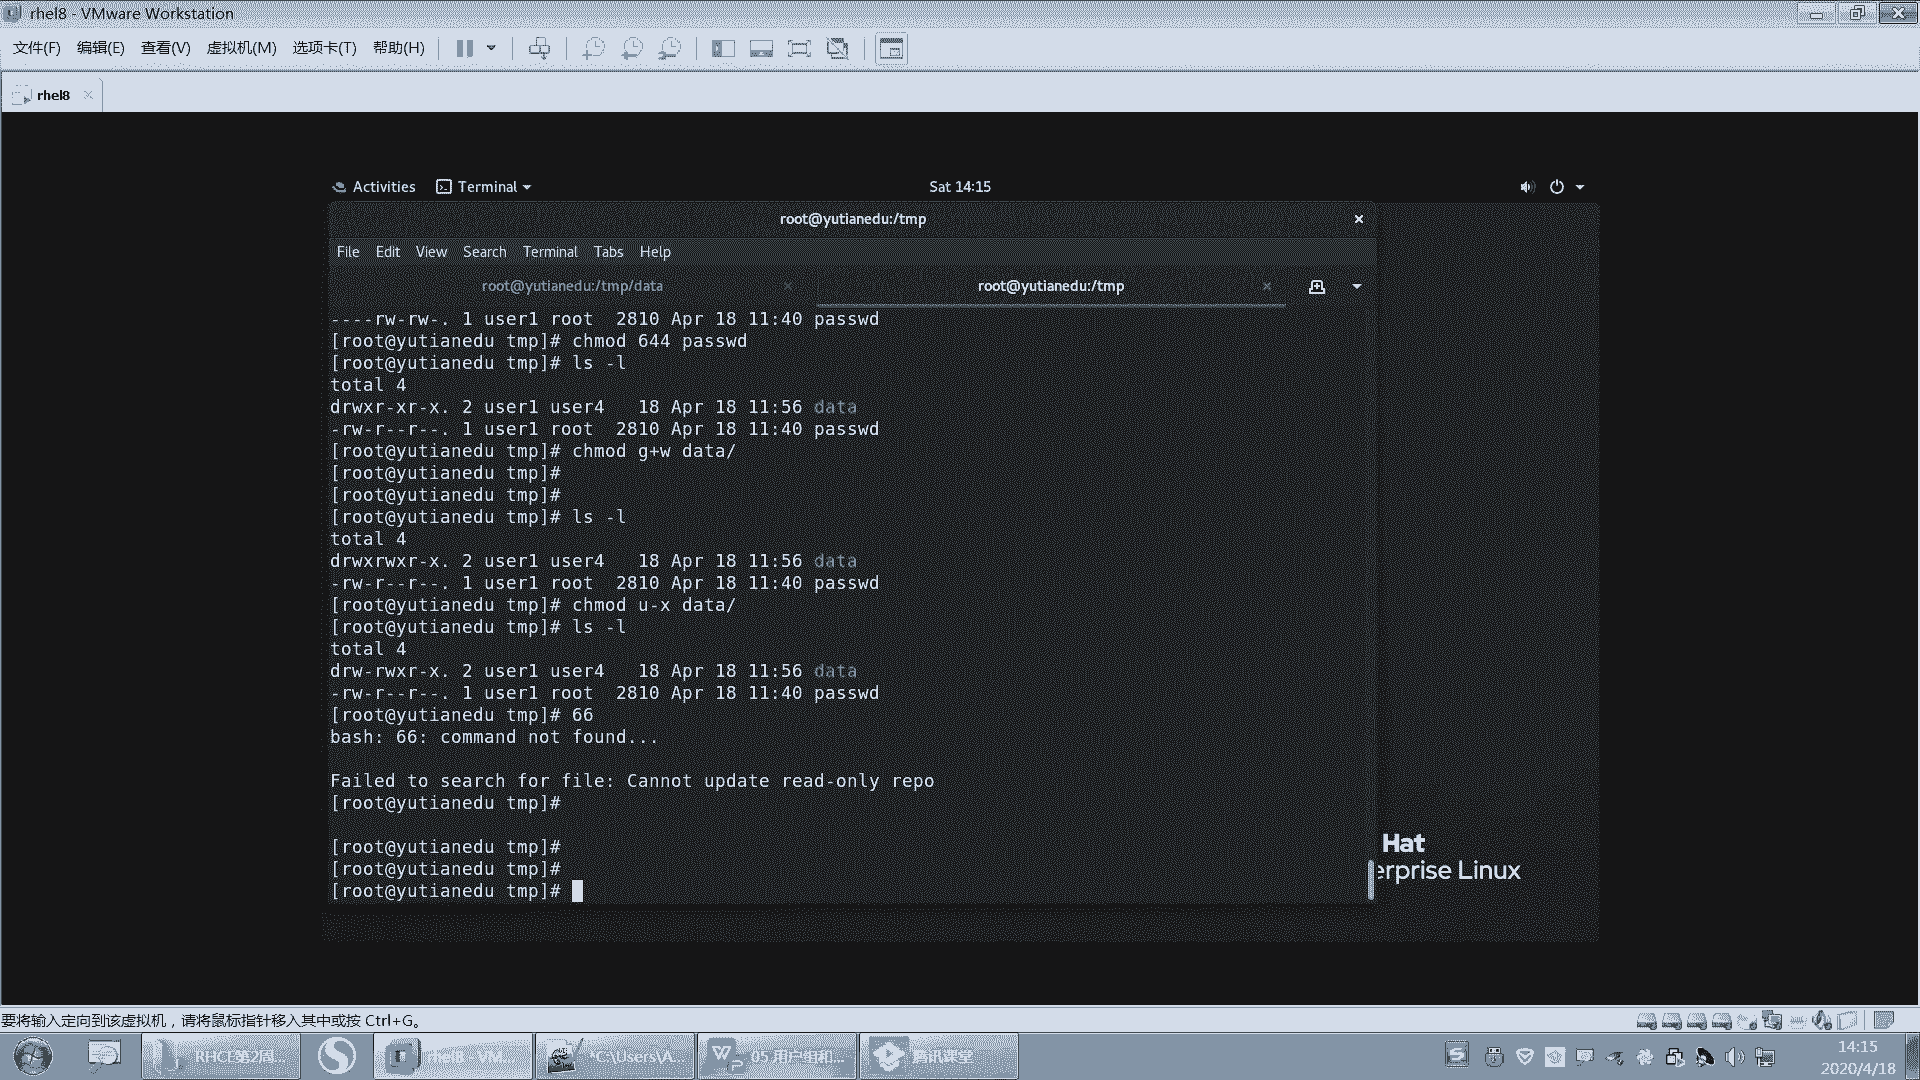 rhel8 - VMware Workstation
文件(F) 编辑(E) 查看(V) 虚拟机(M) 选项卡(T) 帮助(H)
rhel8
Activities Terminal Sat 14:15
root@yutianedu:/tmp
File Edit View Search Terminal Tabs Help
root@yutianedu:/tmp/data root@yutianedu:/tmp
----rw-rw-. 1 user1 root  2810 Apr 18 11:40 passwd
[root@yutianedu tmp]# chmod 644 passwd
[root@yutianedu tmp]# ls -l
total 4
drwxr-xr-x. 2 user1 user4   18 Apr 18 11:56 data
-rw-r--r--. 1 user1 root  2810 Apr 18 11:40 passwd
[root@yutianedu tmp]# chmod g+w data/
[root@yutianedu tmp]#
[root@yutianedu tmp]#
[root@yutianedu tmp]# ls -l
total 4
drwxrwxr-x. 2 user1 user4   18 Apr 18 11:56 data
-rw-r--r--. 1 user1 root  2810 Apr 18 11:40 passwd
[root@yutianedu tmp]# chmod u-x data/
[root@yutianedu tmp]# ls -l
total 4
drw-rwxr-x. 2 user1 user4   18 Apr 18 11:56 data
-rw-r--r--. 1 user1 root  2810 Apr 18 11:40 passwd
[root@yutianedu tmp]# 66
bash: 66: command not found...
Failed to search for file: Cannot update read-only repo
[root@yutianedu tmp]#
[root@yutianedu tmp]#
[root@yutianedu tmp]#
[root@yutianedu tmp]#
Hat
erprise Linux
要将输入定向到该虚拟机，请将鼠标指针移入其中或按 Ctrl+G。
RHCE第2周... rhel8 - VM... *C:\Users\A... 05.用户组和... 腾讯课堂
14:15
2020/4/18